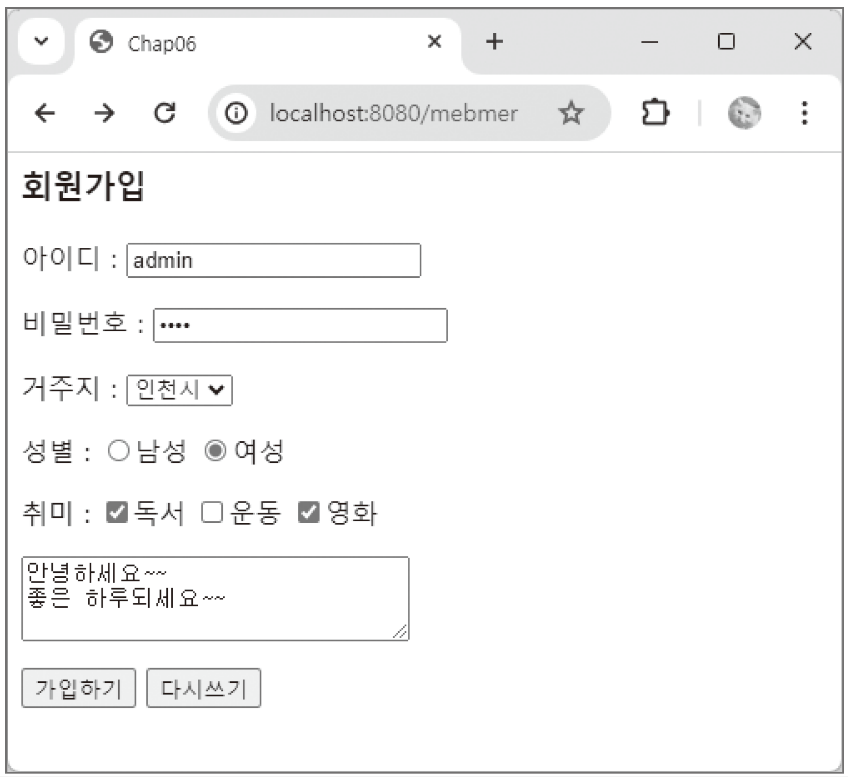 Chap06
localhost:8080/mebmer
회원가입
아이디 : admin
비밀번호 : ••••
거주지 : 인천시
성별 : 남성 여성
취미 : 독서 운동 영화
안녕하세요~~
좋은 하루되세요~~
가입하기 다시쓰기